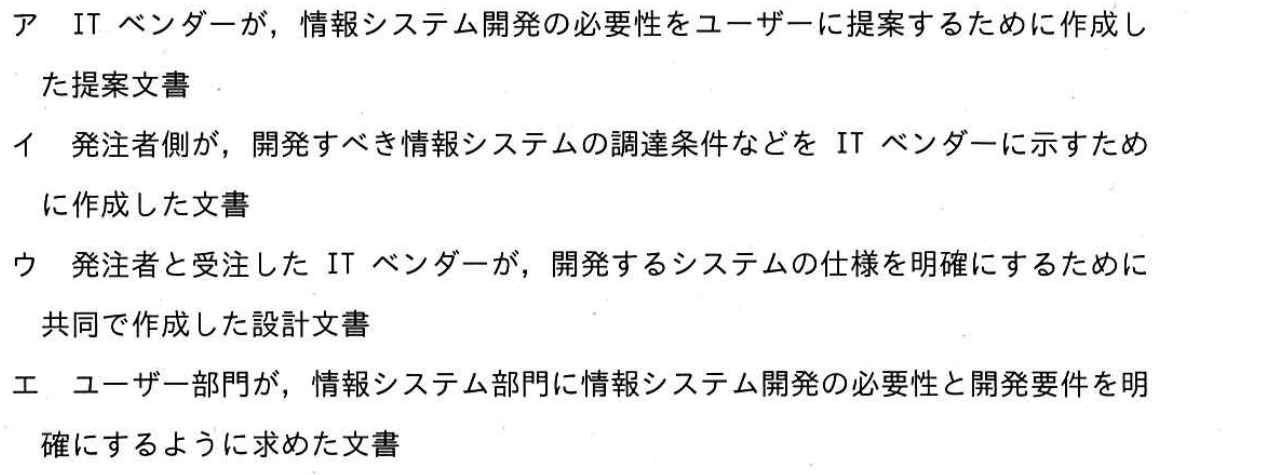 ア　IT ベンダーが，情報システム開発の必要性をユーザーに提案するために作成し
た提案文書
イ　発注者側が，開発すべき情報システムの調達条件などを IT ベンダーに示すため
に作成した文書
ウ　発注者と受注した IT ベンダーが，開発するシステムの仕様を明確にするために
共同で作成した設計文書
エ　ユーザー部門が，情報システム部門に情報システム開発の必要性と開発要件を明
確にするように求めた文書